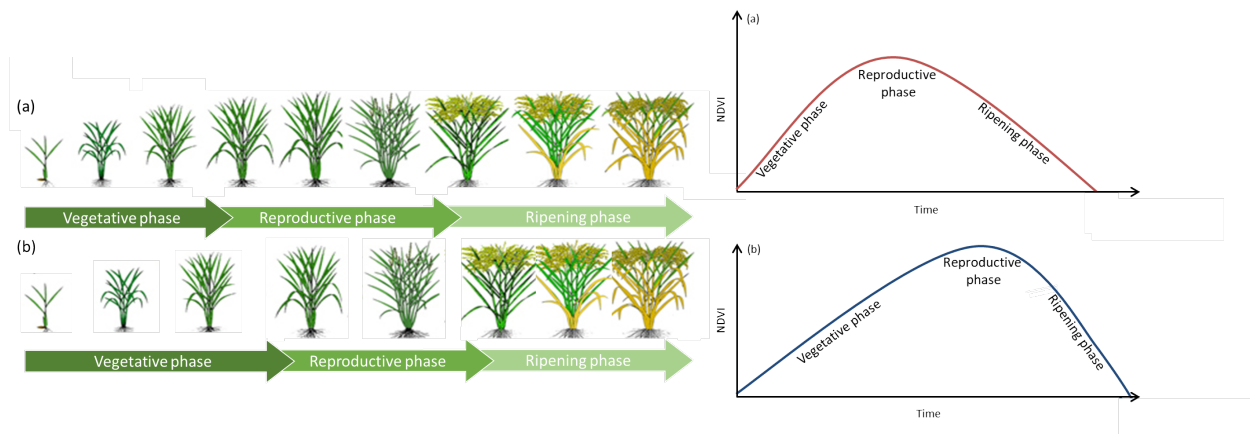 (a)
Vegetative phase
Reproductive phase
Ripening phase
(b)
Vegetative phase
Reproductive phase
Ripening phase
(a)
NDVI
Vegetative phase
Reproductive
phase
Ripening phase
Time
(b)
NDVI
Vegetative phase
Reproductive
phase
Ripening phase
Time